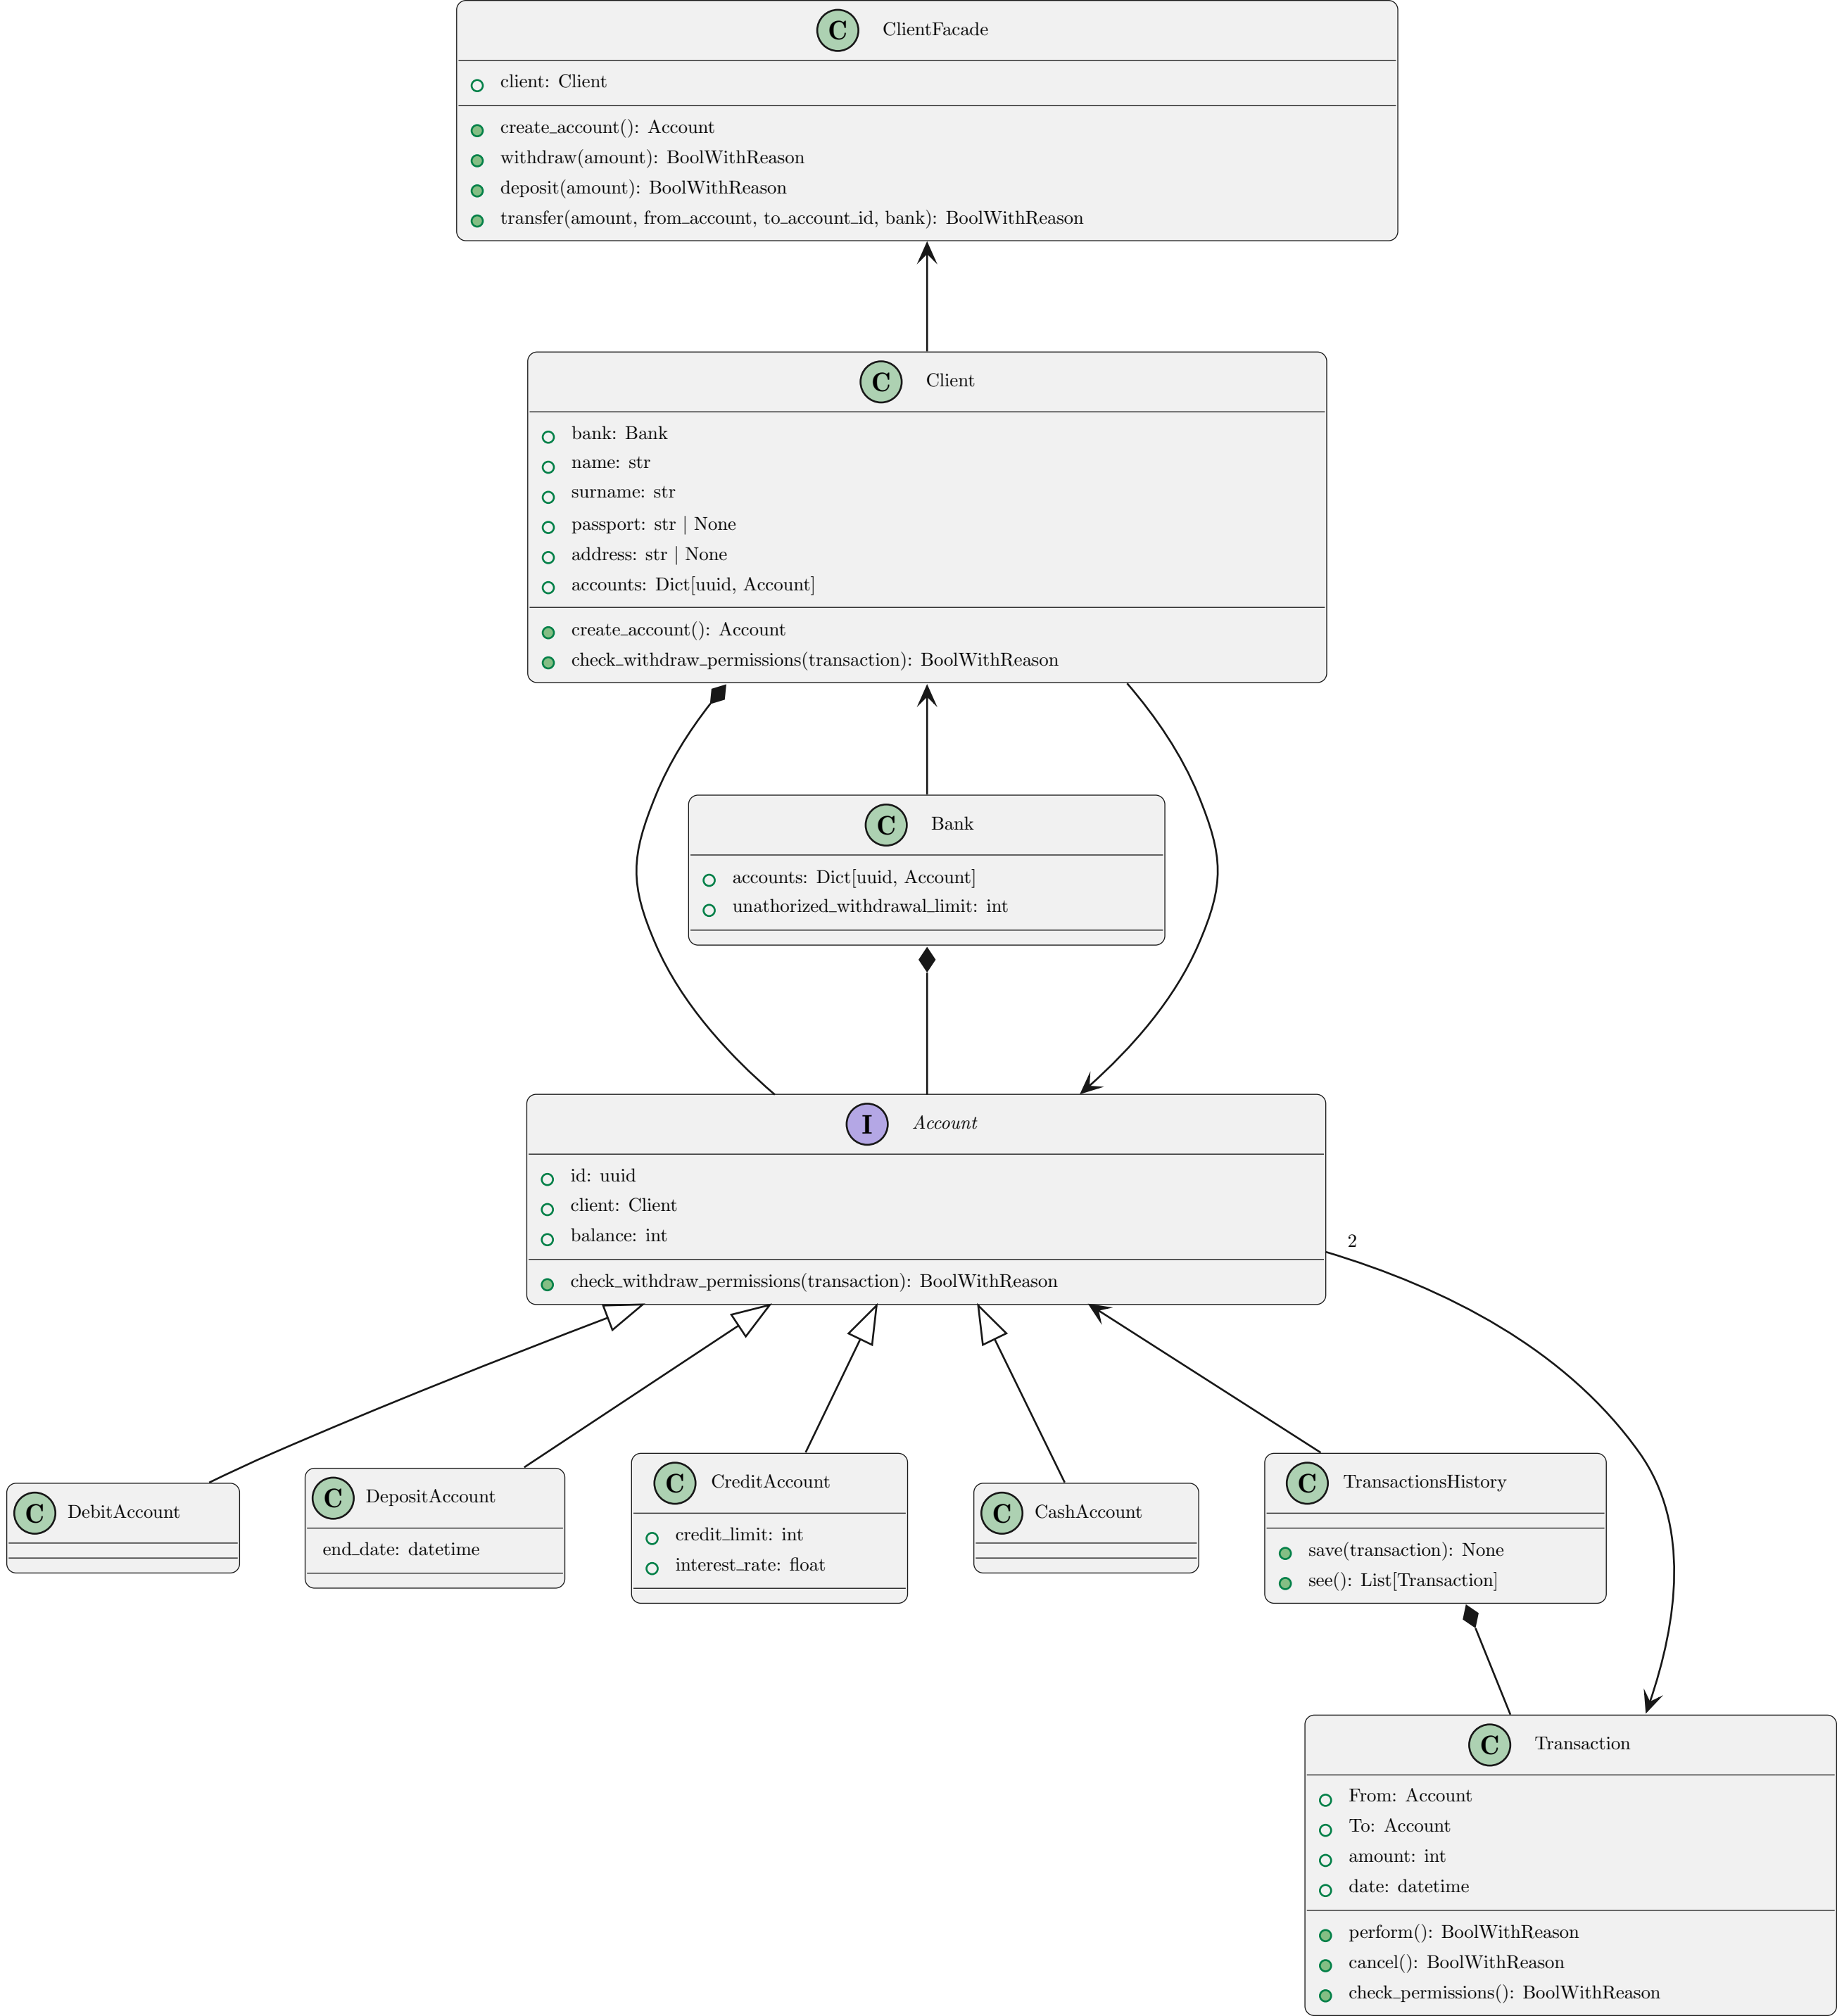 C ClientFacade
client: Client
create_account(): Account
withdraw(amount): BoolWithReason
deposit(amount): BoolWithReason
transfer(amount, from_account, to_account_id, bank): BoolWithReason
C Client
bank: Bank
name: str
surname: str
passport: str | None
address: str | None
accounts: Dict[uuid, Account]
create_account(): Account
check_withdraw_permissions(transaction): BoolWithReason
C Bank
accounts: Dict[uuid, Account]
unathorized_withdrawal_limit: int
I Account
id: uuid
client: Client
balance: int
check_withdraw_permissions(transaction): BoolWithReason
2
C DebitAccount
C DepositAccount
end_date: datetime
C CreditAccount
credit_limit: int
interest_rate: float
C CashAccount
C TransactionsHistory
save(transaction): None
see(): List[Transaction]
C Transaction
From: Account
To: Account
amount: int
date: datetime
perform(): BoolWithReason
cancel(): BoolWithReason
check_permissions(): BoolWithReason